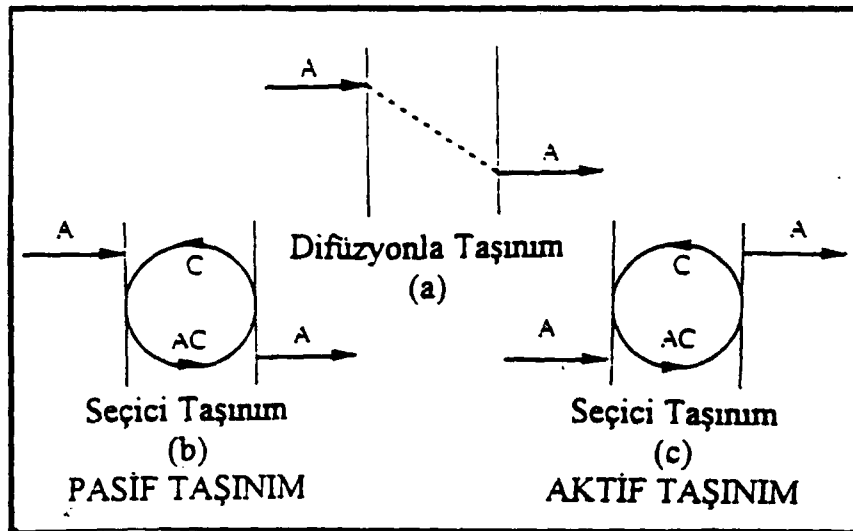 A
A
Difüzyonla Taşınım
(a)
A
C
AC
A
Seçici Taşınım
(b)
PASİF TAŞINIM
A
C
A
AC
Seçici Taşınım
(c)
AKTİF TAŞINIM